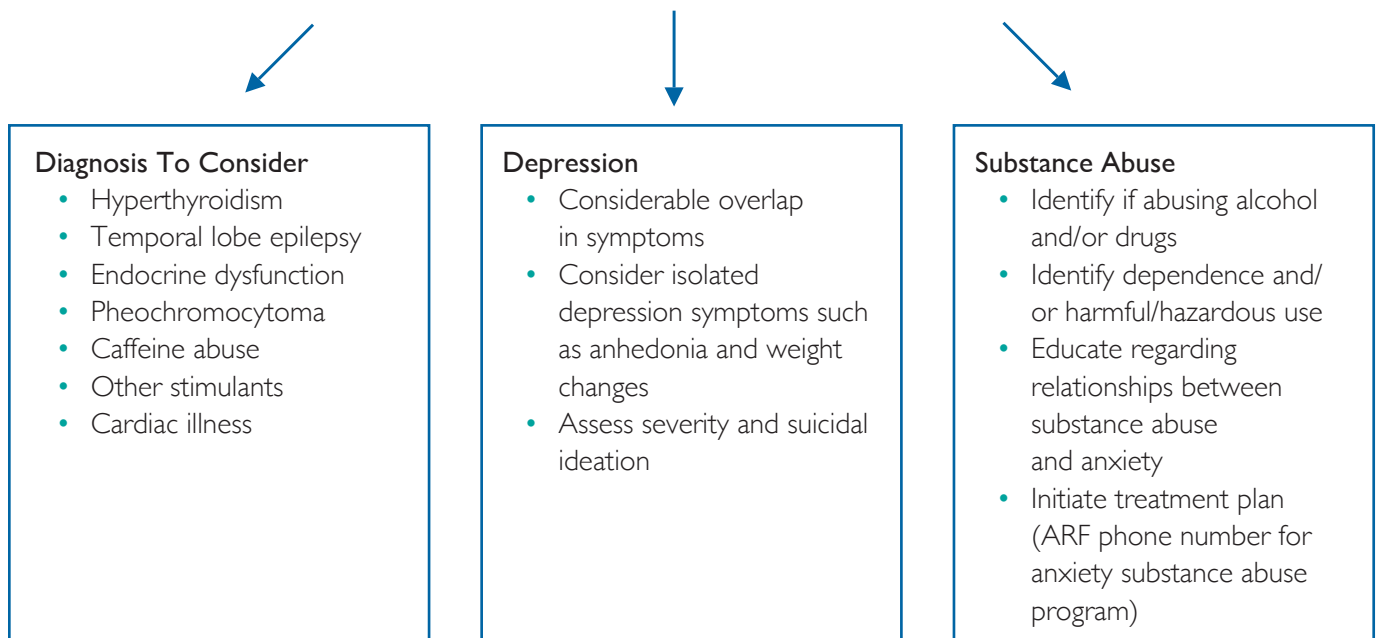 Diagnosis To Consider
• Hyperthyroidism
• Temporal lobe epilepsy
• Endocrine dysfunction
• Pheochromocytoma
• Caffeine abuse
• Other stimulants
• Cardiac illness
Depression
• Considerable overlap
in symptoms
• Consider isolated
depression symptoms such
as anhedonia and weight
changes
• Assess severity and suicidal
ideation
Substance Abuse
• Identify if abusing alcohol
and/or drugs
• Identify dependence and/
or harmful/hazardous use
• Educate regarding
relationships between
substance abuse
and anxiety
• Initiate treatment plan
(ARF phone number for
anxiety substance abuse
program)